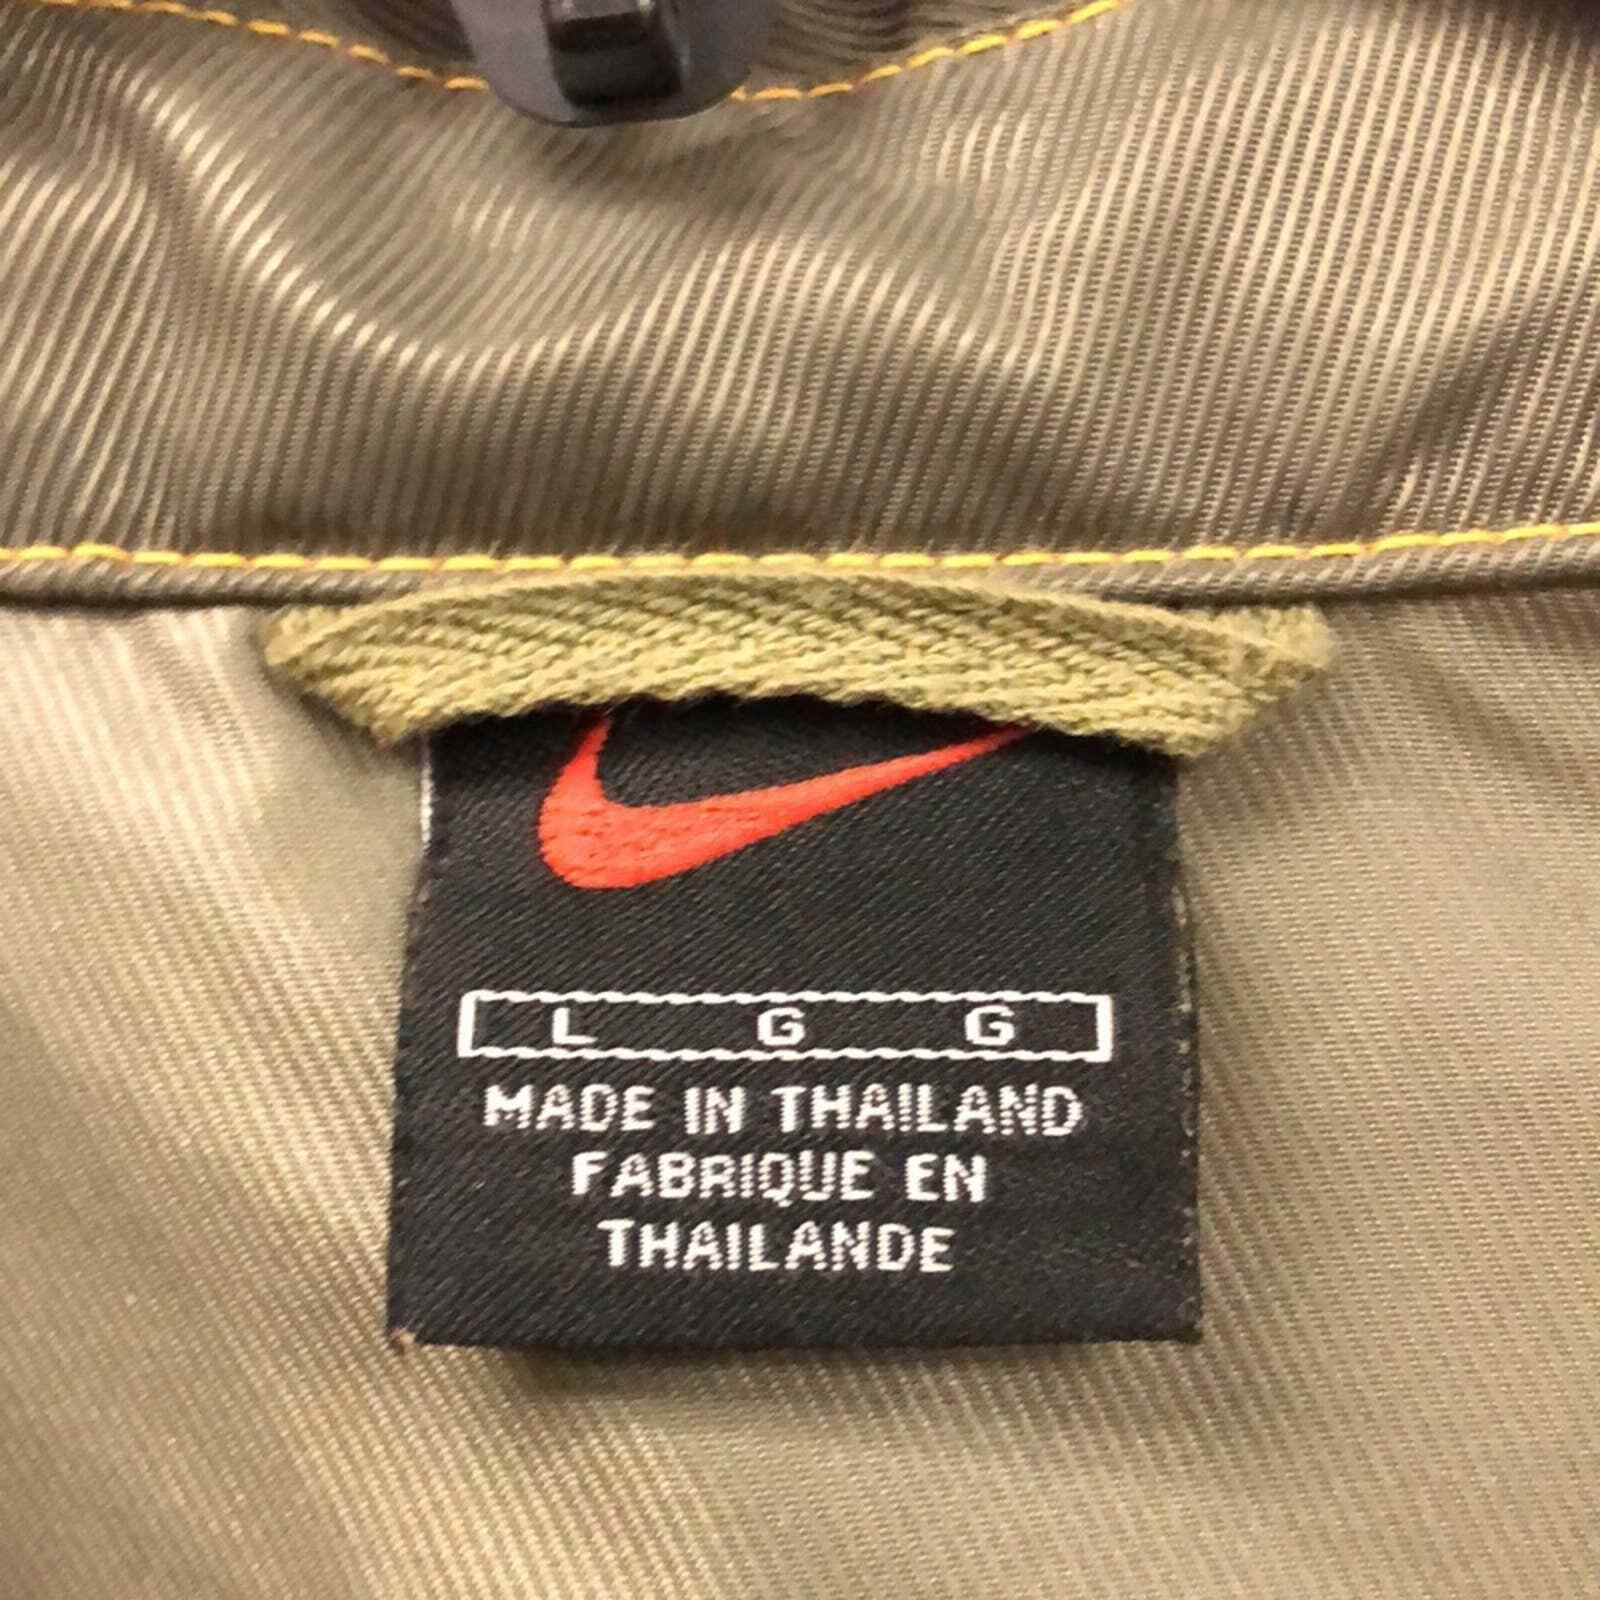 L G G
MADE IN THAILAND
FABRIQUE EN
THAILANDE